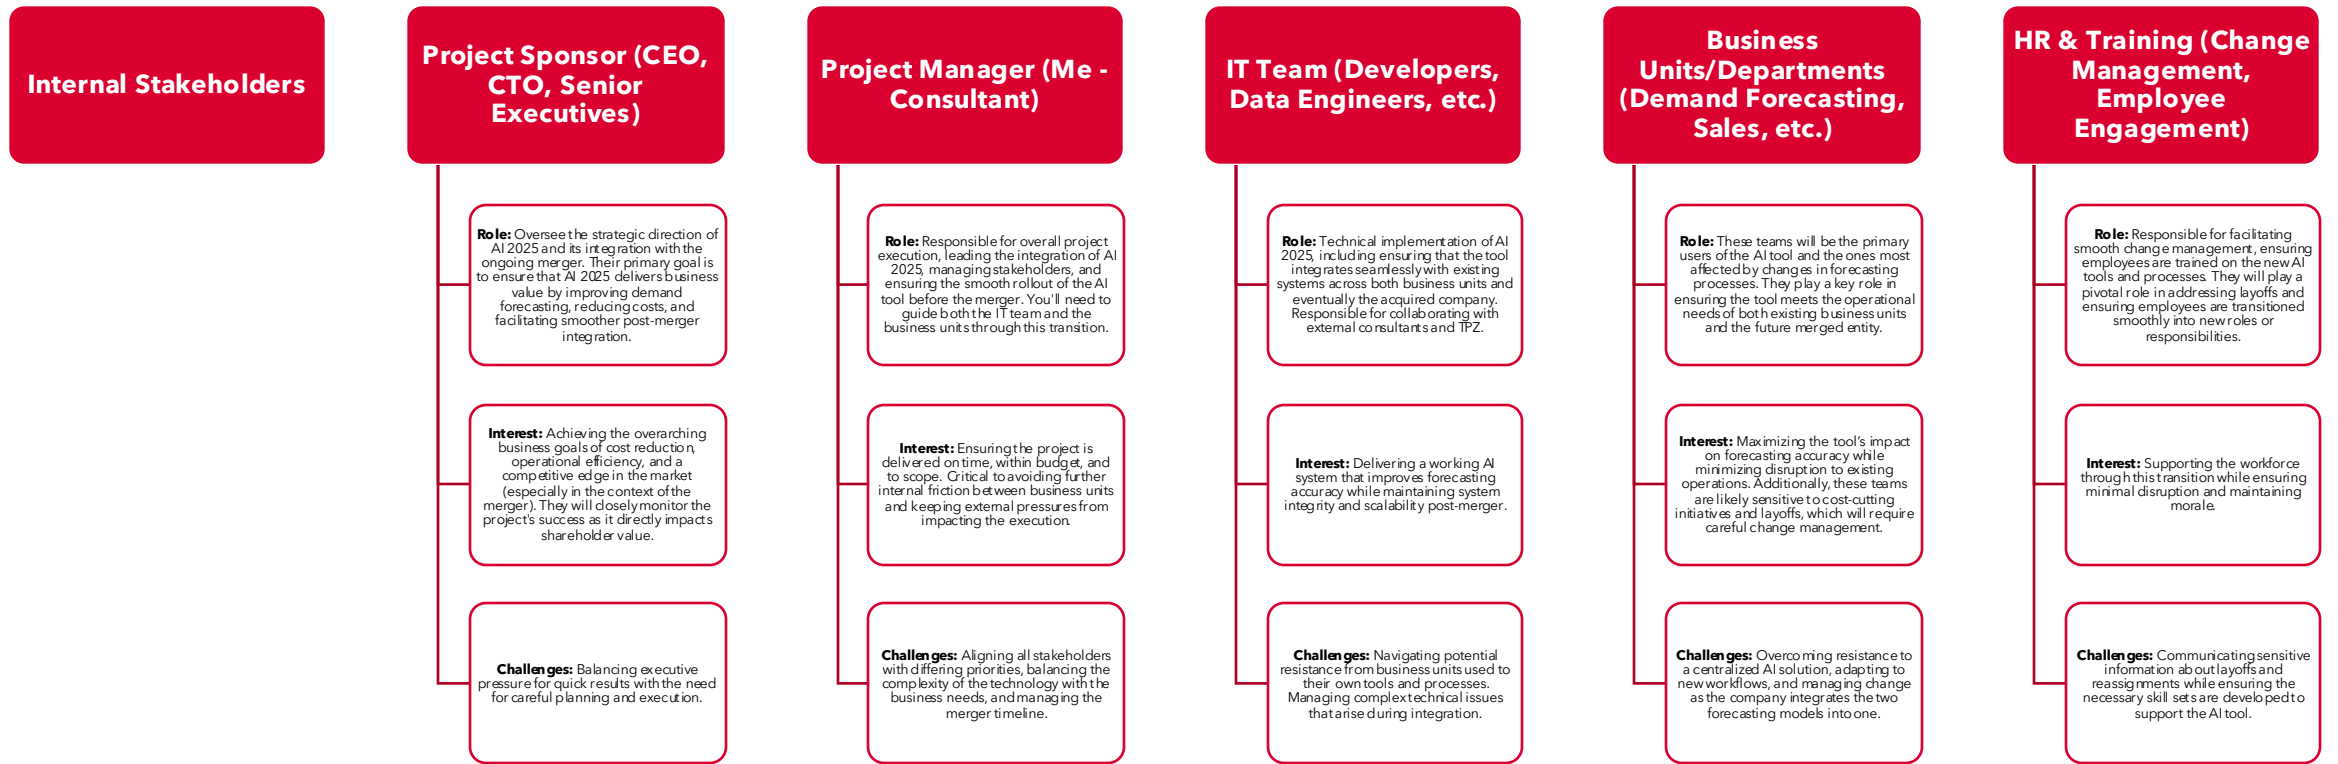 Internal Stakeholders
Project Sponsor (CEO,
CTO, Senior
Executives)
Role: Oversee the strategic direction of
AI 2025 and its integration with the
ongoing merger. Their primary goal is
to ensure that AI 2025 delivers business
value by improving demand
forecasting, reducing costs, and
facilitating smoother post-merger
integration.
Interest: Achieving the overarching
business goals of cost reduction,
operational efficiency, and a
competitive edge in the market
(especially in the context of the
merger). They will closely monitor the
project's success as it directly impacts
shareholder value.
Challenges: Balancing executive
pressure for quick results with the need
for careful planning and execution.
Project Manager (Me -
Consultant)
Role: Responsible for overall project
execution, leading the integration of AI
2025, managing stakeholders, and
ensuring the smooth rollout of the AI
tool before the merger. You'll need to
guide both the IT team and the
business units through this transition.
Interest: Ensuring the project is
delivered on time, within budget, and
to scope. Critical to avoiding further
internal friction between business units
and keeping external pressures from
impacting the execution.
Challenges: Aligning all stakeholders
with differing priorities, balancing the
complexity of the technology with the
business needs, and managing the
merger timeline.
IT Team (Developers,
Data Engineers, etc.)
Role: Technical implementation of AI
2025, including ensuring that the tool
integrates seamlessly with existing
systems across both business units and
eventually the acquired company.
Responsible for collaborating with
external consultants and TPZ.
Interest: Delivering a working AI
system that improves forecasting
accuracy while maintaining system
integrity and scalability post-merger.
Challenges: Navigating potential
resistance from business units used to
their own tools and processes.
Managing complex technical issues
that arise during integration.
Business
Units/Departments
(Demand Forecasting,
Sales, etc.)
Role: These teams will be the primary
users of the AI tool and the ones most
affected by changes in forecasting
processes. They play a key role in
ensuring the tool meets the operational
needs of both existing business units
and the future merged entity.
Interest: Maximizing the tool's impact
on forecasting accuracy while
minimizing disruption to existing
operations. Additionally, these teams
are likely sensitive to cost-cutting
initiatives and layoffs, which will require
careful change management.
Challenges: Overcoming resistance to
a centralized AI solution, adapting to
new workflows, and managing change
as the company integrates the two
forecasting models into one.
HR & Training (Change
Management,
Employee
Engagement)
Role: Responsible for facilitating
smooth change management, ensuring
employees are trained on the new AI
tools and processes. They will play a
pivotal role in addressing layoffs and
ensuring employees are transitioned
smoothly into new roles or
responsibilities.
Interest: Supporting the workforce
through this transition while ensuring
minimal disruption and maintaining
morale.
Challenges: Communicating sensitive
information about layoffs and
reassignments while ensuring the
necessary skill sets are developed to
support the AI tool.